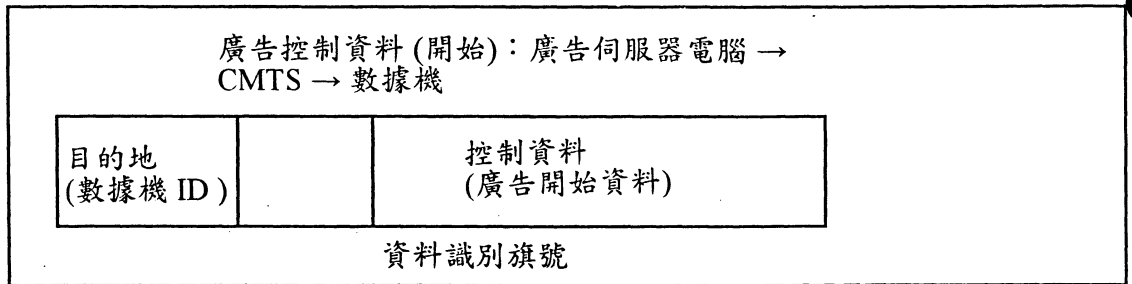 廣告控制資料 (開始)：廣告伺服器電腦 →
CMTS → 數據機
目的地
(數據機 ID )
控制資料
(廣告開始資料)
資料識別旗號